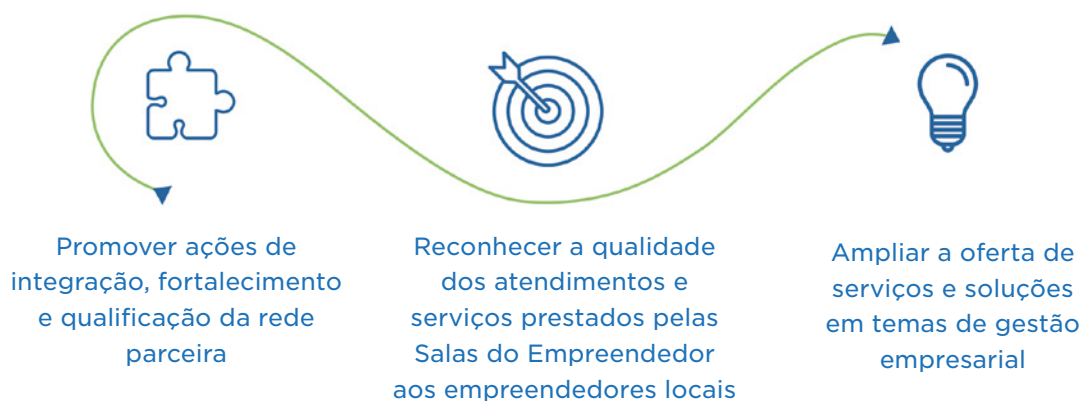 Promover ações de
integração, fortalecimento
e qualificação da rede
parceira
Reconhecer a qualidade
dos atendimentos e
serviços prestados pelas
Salas do Empreendedor
aos empreendedores locais
Ampliar a oferta de
serviços e soluções
em temas de gestão
empresarial